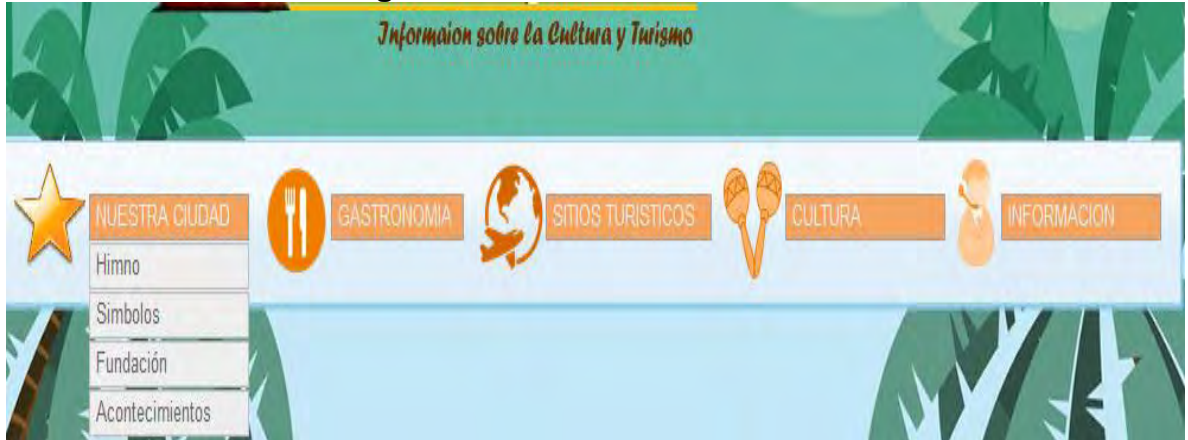 Informaion sobre la Cultura y Turismo
NUESTRA CIUDAD
GASTRONOMIA
SITIOS TURISTICOS
CULTURA
INFORMACION
Himno
Simbolos
Fundación
Acontecimientos